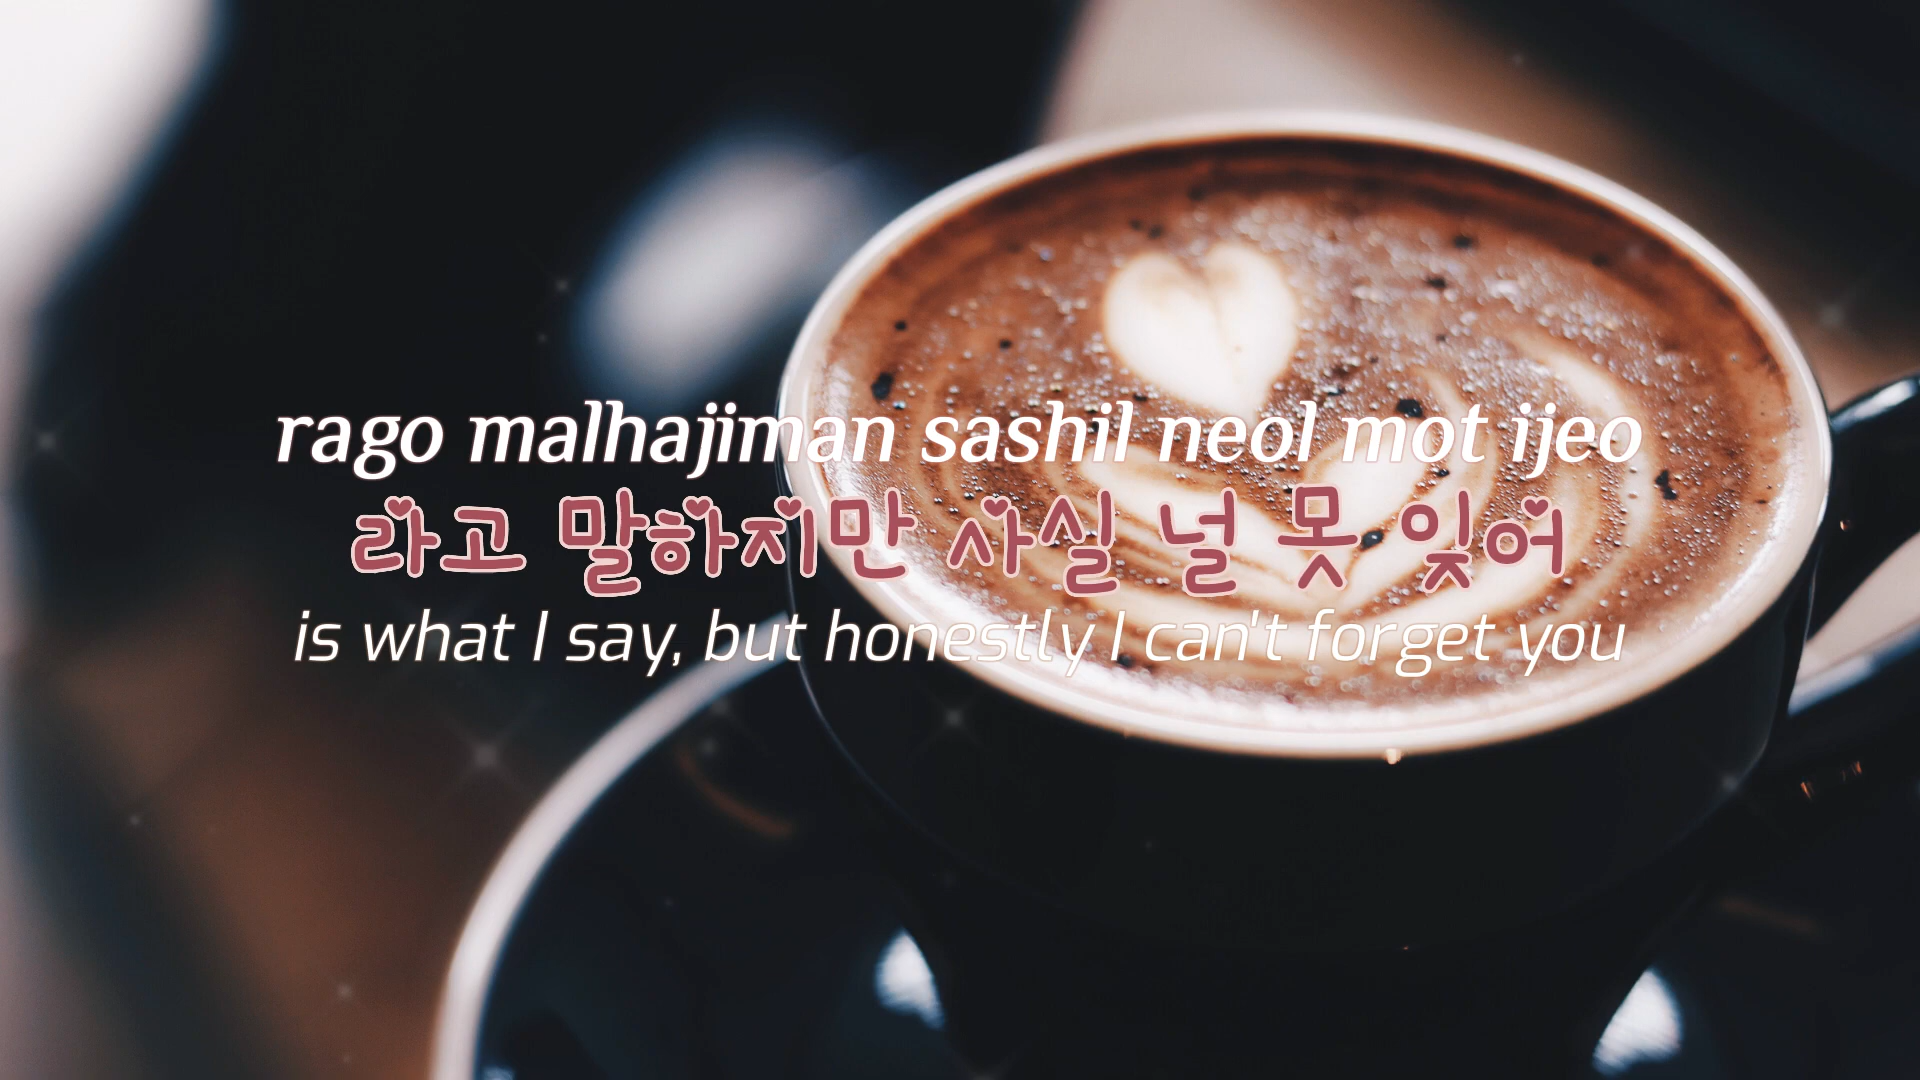 rago malhajiman sashil neol mot ijeo
라고 말하지만 사실 널 못 잊어
is what I say, but honestly I can't forget you